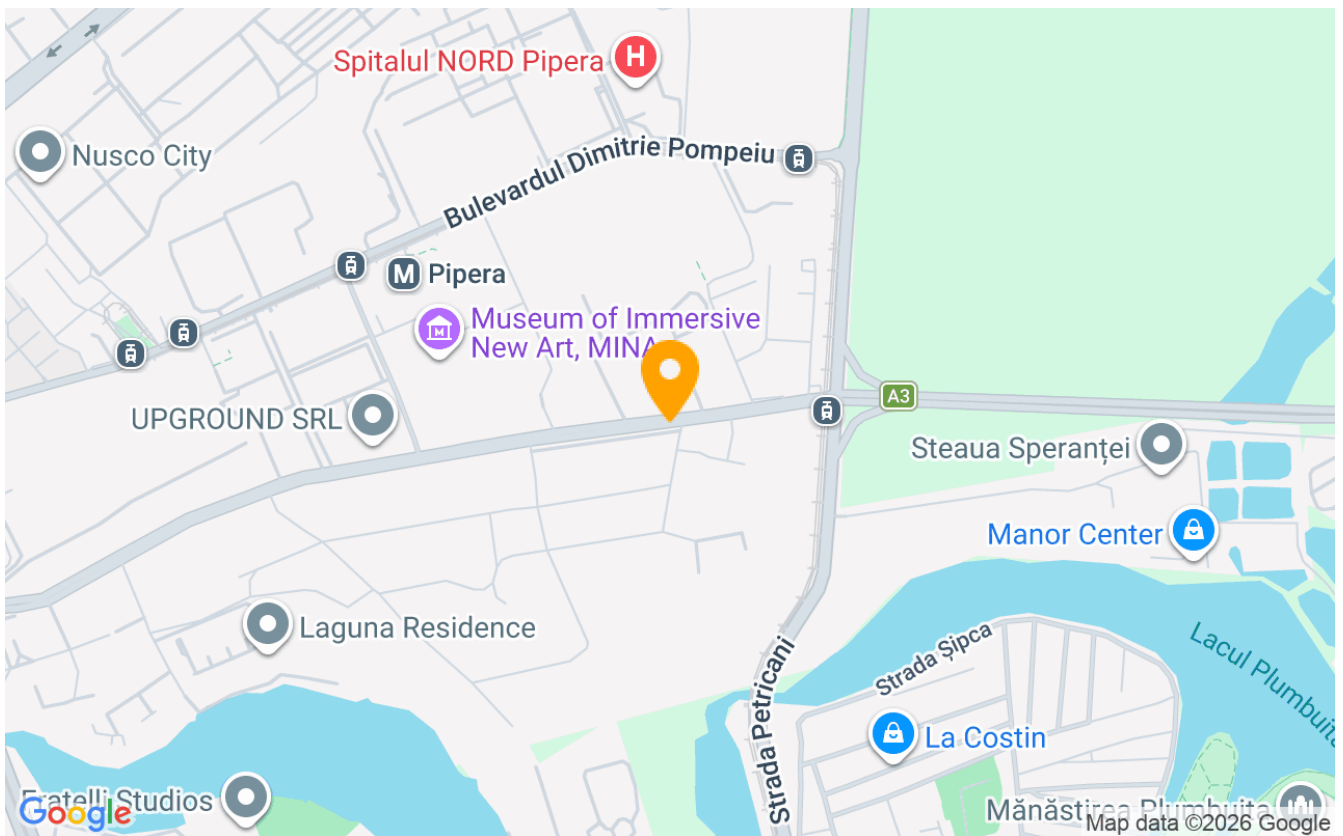 Spitalul NORD Pipera
H
Nusco City
Bulevardul Dimitrie Pompeiu
M
Pipera
M
Museum of Immersive
New Art, MINA
A3
UPGROUND SRL
Steaua Speranței
Manor Center
Laguna Residence
Strada Șipca
Lacul Plumbuita
Strada Petricani
La Costin
Fratelli Studios
Mănăstirea Plumbuita
Google
Map data ©2026 Google